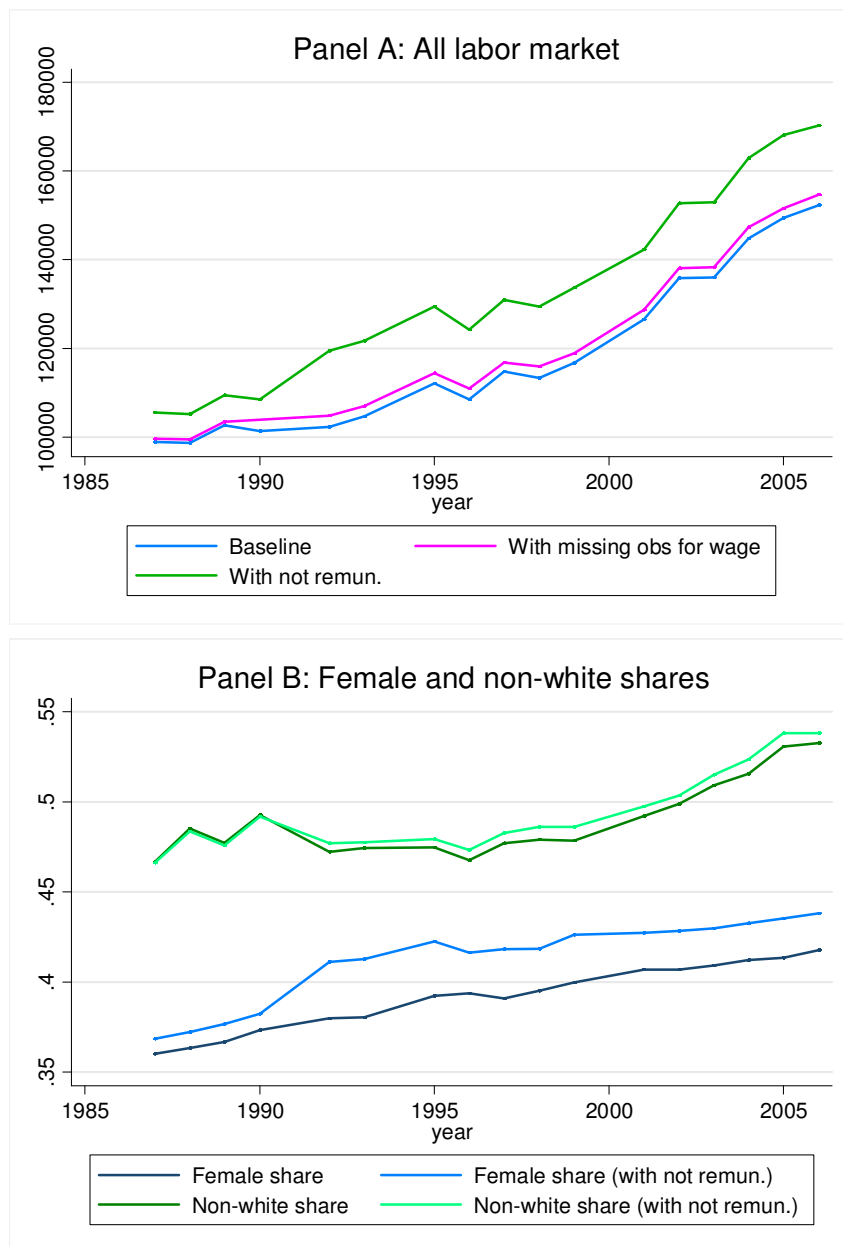 Panel A: All labor market
180000
160000
140000
120000
100000
1985 1990 1995 2000 2005
year
Baseline With missing obs for wage
With not remun.
Panel B: Female and non-white shares
.55
.5
.45
.4
.35
1985 1990 1995 2000 2005
year
Female share Female share (with not remun.)
Non-white share Non-white share (with not remun.)